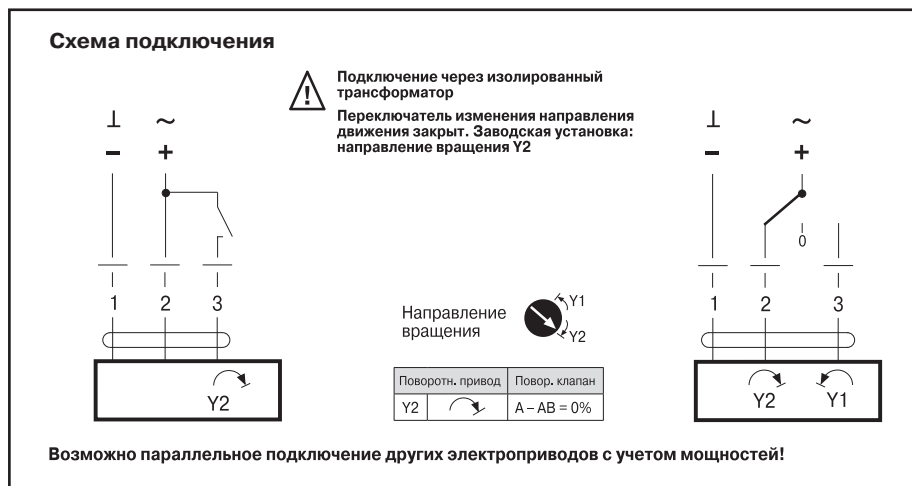 Схема подключения
Подключение через изолированный
трансформатор
Переключатель изменения направления
движения закрыт. Заводская установка:
направление вращения Y2
⊥ ~
– +
1 2 3
Y2
Направление
вращения
Y1
Y2
Поворотн. привод Повор. клапан
Y2 A – AB = 0%
⊥ ~
– +
0
1 2 3
Y2 Y1
Возможно параллельное подключение других электроприводов с учетом мощностей!